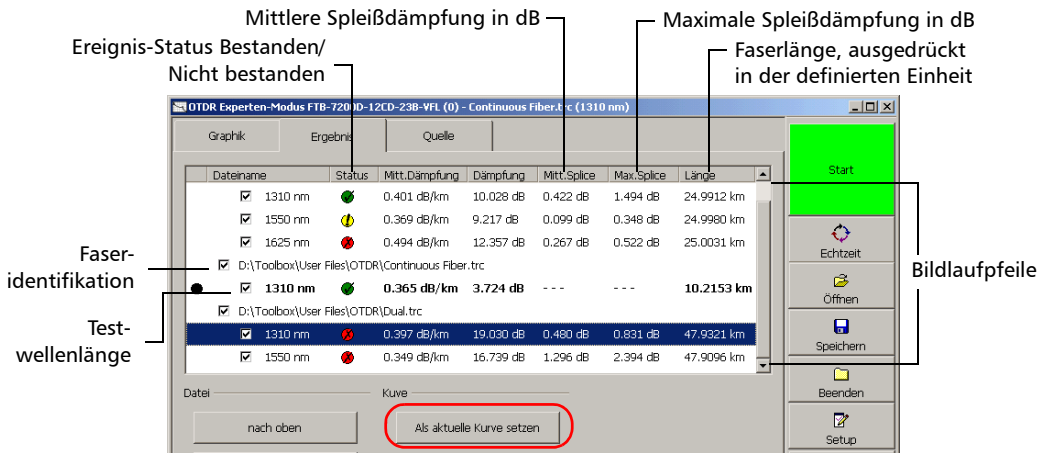 Mittlere Spleißdämpfung in dB
Maximale Spleißdämpfung in dB
Ereignis-Status Bestanden/
Nicht bestanden
Faserlänge, ausgedrückt
in der definierten Einheit
OTDR Experten-Modus FTB-7200D-12CD-23B-VFL (0) - Continuous Fiber.trc (1310 nm)
Graphik Ergebnis Quelle
Dateiname Status Mitt.Dämpfung Dämpfung Mitt.Splice Max.Splice Länge
1310 nm 0.401 dB/km 10.028 dB 0.422 dB 1.494 dB 24.9912 km
1550 nm 0.369 dB/km 9.217 dB 0.099 dB 0.348 dB 24.9980 km
1625 nm 0.494 dB/km 12.357 dB 0.267 dB 0.522 dB 25.0031 km
D:\Toolbox\User Files\OTDR\Continuous Fiber.trc
1310 nm 0.365 dB/km 3.724 dB --- --- 10.2153 km
D:\Toolbox\User Files\OTDR\Dual.trc
1310 nm 0.397 dB/km 19.030 dB 0.480 dB 0.831 dB 47.9321 km
1550 nm 0.349 dB/km 16.739 dB 1.296 dB 2.394 dB 47.9096 km
Faser-
identifikation
Test-
wellenlänge
Bildlaufpfeile
Start
Echtzeit
Öffnen
Speichern
Beenden
Setup
Datei
Kuve
nach oben
Als aktuelle Kurve setzen